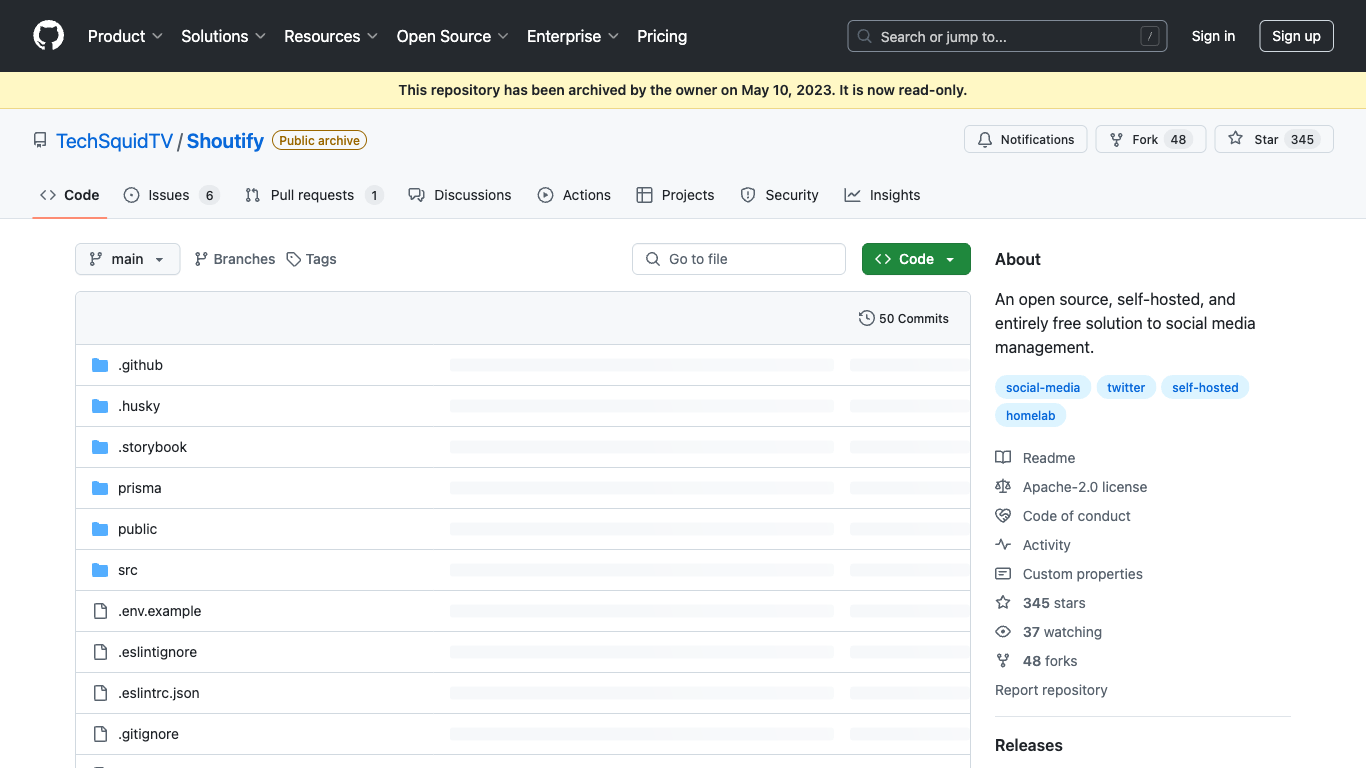 Product Solutions Resources Open Source Enterprise Pricing Search or jump to... / Sign in Sign up
This repository has been archived by the owner on May 10, 2023. It is now read-only.
TechSquidTV / Shoutify Public archive Notifications Fork 48 Star 345
Code Issues 6 Pull requests 1 Discussions Actions Projects Security Insights
main Branches Tags Go to file Code
50 Commits
.github
.husky
.storybook
prisma
public
src
.env.example
.eslintignore
.eslintrc.json
.gitignore
About
An open source, self-hosted, and
entirely free solution to social media
management.
social-media twitter self-hosted
homelab
Readme
Apache-2.0 license
Code of conduct
Activity
Custom properties
345 stars
37 watching
48 forks
Report repository
Releases